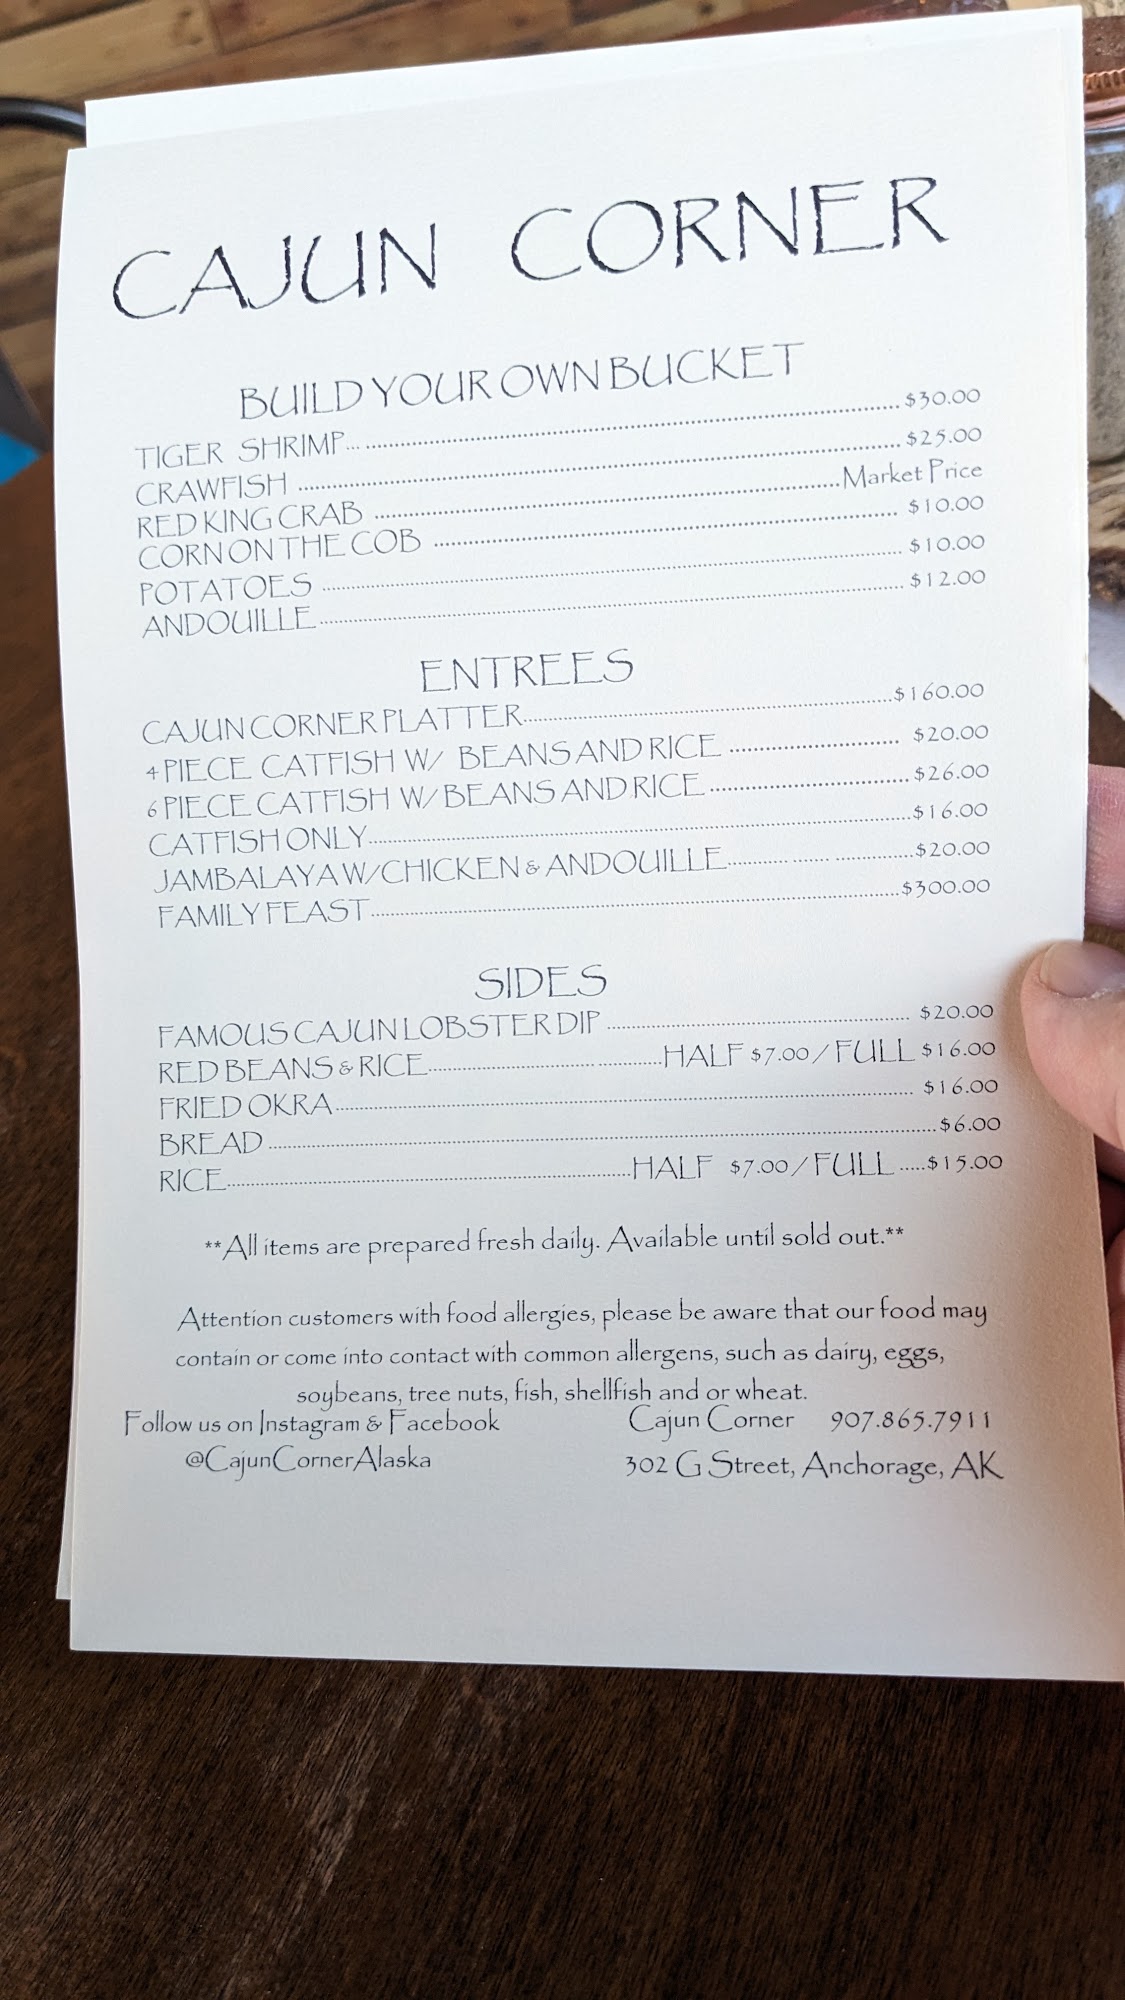 CAJUN CORNER
BUILD YOUR OWN BUCKET
TIGER SHRIMP... $30.00
CRAWFISH $25.00
RED KING CRAB Market Price
CORN ON THE COB $10.00
POTATOES $10.00
ANDOUILLE $12.00
ENTREES
CAJUN CORNER PLATTER $160.00
4 PIECE CATFISH W/ BEANS AND RICE $20.00
6 PIECE CATFISH W/ BEANS AND RICE $26.00
CATFISH ONLY $16.00
JAMBALAYA W/CHICKEN & ANDOUILLE $20.00
FAMILY FEAST $300.00
SIDES
FAMOUS CAJUN LOBSTER DIP $20.00
RED BEANS & RICE HALF $7.00 / FULL $16.00
FRIED OKRA $16.00
BREAD $6.00
RICE HALF $7.00 / FULL $15.00
**All items are prepared fresh daily. Available until sold out.**
Attention customers with food allergies, please be aware that our food may
contain or come into contact with common allergens, such as dairy, eggs,
soybeans, tree nuts, fish, shellfish and or wheat.
Follow us on Instagram & Facebook
@CajunCornerAlaska
Cajun Corner 907.865.7911
302 G Street, Anchorage, AK